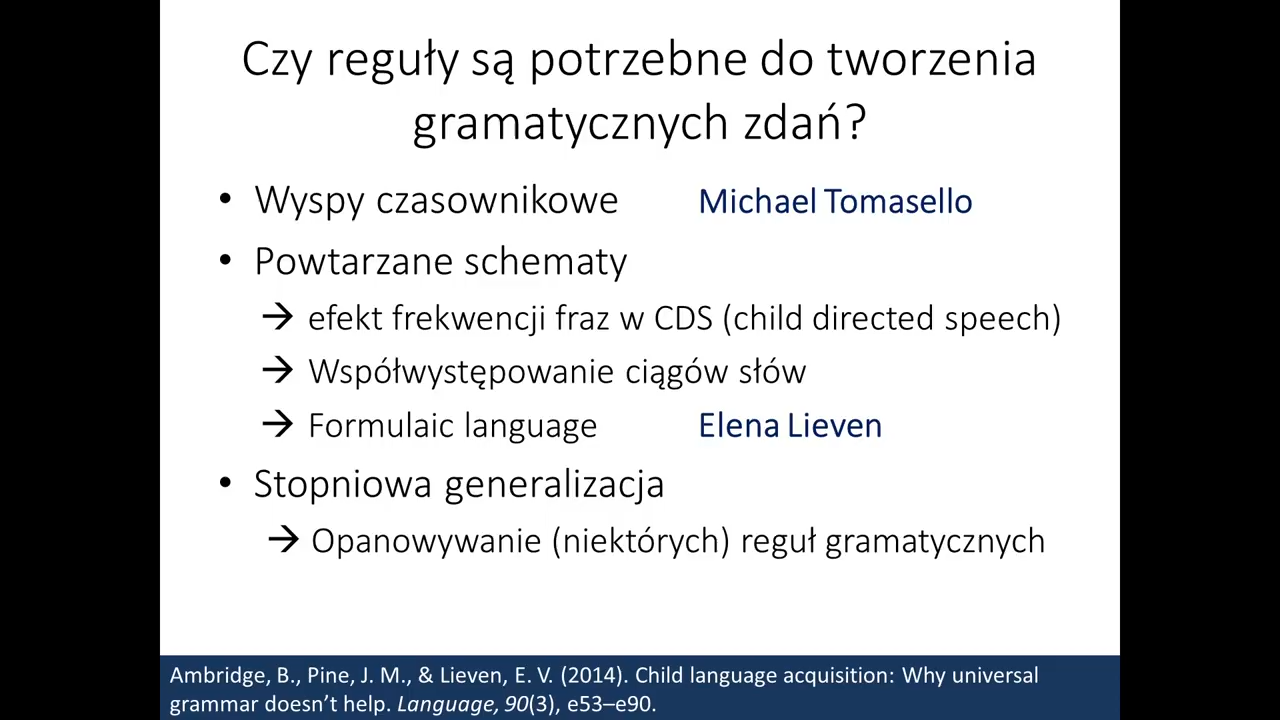 Czy reguły są potrzebne do tworzenia
gramatycznych zdań?
• Wyspy czasownikowe Michael Tomasello
• Powtarzane schematy
→ efekt frekwencji fraz w CDS (child directed speech)
→ Współwystępowanie ciągów słów
→ Formulaic language Elena Lieven
• Stopniowa generalizacja
→ Opanowywanie (niektórych) reguł gramatycznych
Ambridge, B., Pine, J. M., & Lieven, E. V. (2014). Child language acquisition: Why universal
grammar doesn’t help. Language, 90(3), e53–e90.